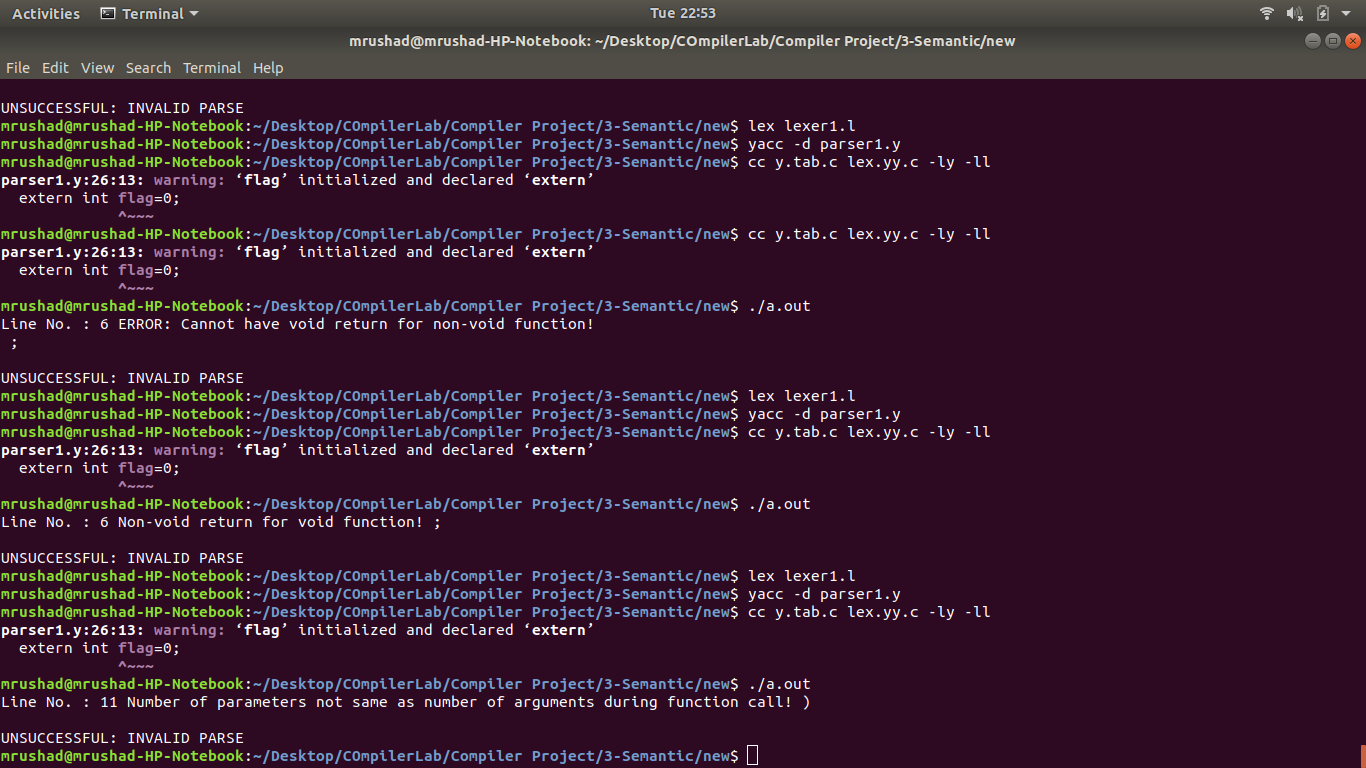 Activities Terminal Tue 22:53
mrushad@mrushad-HP-Notebook: ~/Desktop/COmpilerLab/Compiler Project/3-Semantic/new
File Edit View Search Terminal Help
UNSUCCESSFUL: INVALID PARSE
mrushad@mrushad-HP-Notebook:~/Desktop/COmpilerLab/Compiler Project/3-Semantic/new$ lex lexer1.l
mrushad@mrushad-HP-Notebook:~/Desktop/COmpilerLab/Compiler Project/3-Semantic/new$ yacc -d parser1.y
mrushad@mrushad-HP-Notebook:~/Desktop/COmpilerLab/Compiler Project/3-Semantic/new$ cc y.tab.c lex.yy.c -ly -ll
parser1.y:26:13: warning: ‘flag’ initialized and declared ‘extern’
  extern int flag=0;
             ^~~~
mrushad@mrushad-HP-Notebook:~/Desktop/COmpilerLab/Compiler Project/3-Semantic/new$ cc y.tab.c lex.yy.c -ly -ll
parser1.y:26:13: warning: ‘flag’ initialized and declared ‘extern’
  extern int flag=0;
             ^~~~
mrushad@mrushad-HP-Notebook:~/Desktop/COmpilerLab/Compiler Project/3-Semantic/new$ ./a.out
Line No. : 6 ERROR: Cannot have void return for non-void function!
 ;
UNSUCCESSFUL: INVALID PARSE
mrushad@mrushad-HP-Notebook:~/Desktop/COmpilerLab/Compiler Project/3-Semantic/new$ lex lexer1.l
mrushad@mrushad-HP-Notebook:~/Desktop/COmpilerLab/Compiler Project/3-Semantic/new$ yacc -d parser1.y
mrushad@mrushad-HP-Notebook:~/Desktop/COmpilerLab/Compiler Project/3-Semantic/new$ cc y.tab.c lex.yy.c -ly -ll
parser1.y:26:13: warning: ‘flag’ initialized and declared ‘extern’
  extern int flag=0;
             ^~~~
mrushad@mrushad-HP-Notebook:~/Desktop/COmpilerLab/Compiler Project/3-Semantic/new$ ./a.out
Line No. : 6 Non-void return for void function! ;
UNSUCCESSFUL: INVALID PARSE
mrushad@mrushad-HP-Notebook:~/Desktop/COmpilerLab/Compiler Project/3-Semantic/new$ lex lexer1.l
mrushad@mrushad-HP-Notebook:~/Desktop/COmpilerLab/Compiler Project/3-Semantic/new$ yacc -d parser1.y
mrushad@mrushad-HP-Notebook:~/Desktop/COmpilerLab/Compiler Project/3-Semantic/new$ cc y.tab.c lex.yy.c -ly -ll
parser1.y:26:13: warning: ‘flag’ initialized and declared ‘extern’
  extern int flag=0;
             ^~~~
mrushad@mrushad-HP-Notebook:~/Desktop/COmpilerLab/Compiler Project/3-Semantic/new$ ./a.out
Line No. : 11 Number of parameters not same as number of arguments during function call! )
UNSUCCESSFUL: INVALID PARSE
mrushad@mrushad-HP-Notebook:~/Desktop/COmpilerLab/Compiler Project/3-Semantic/new$